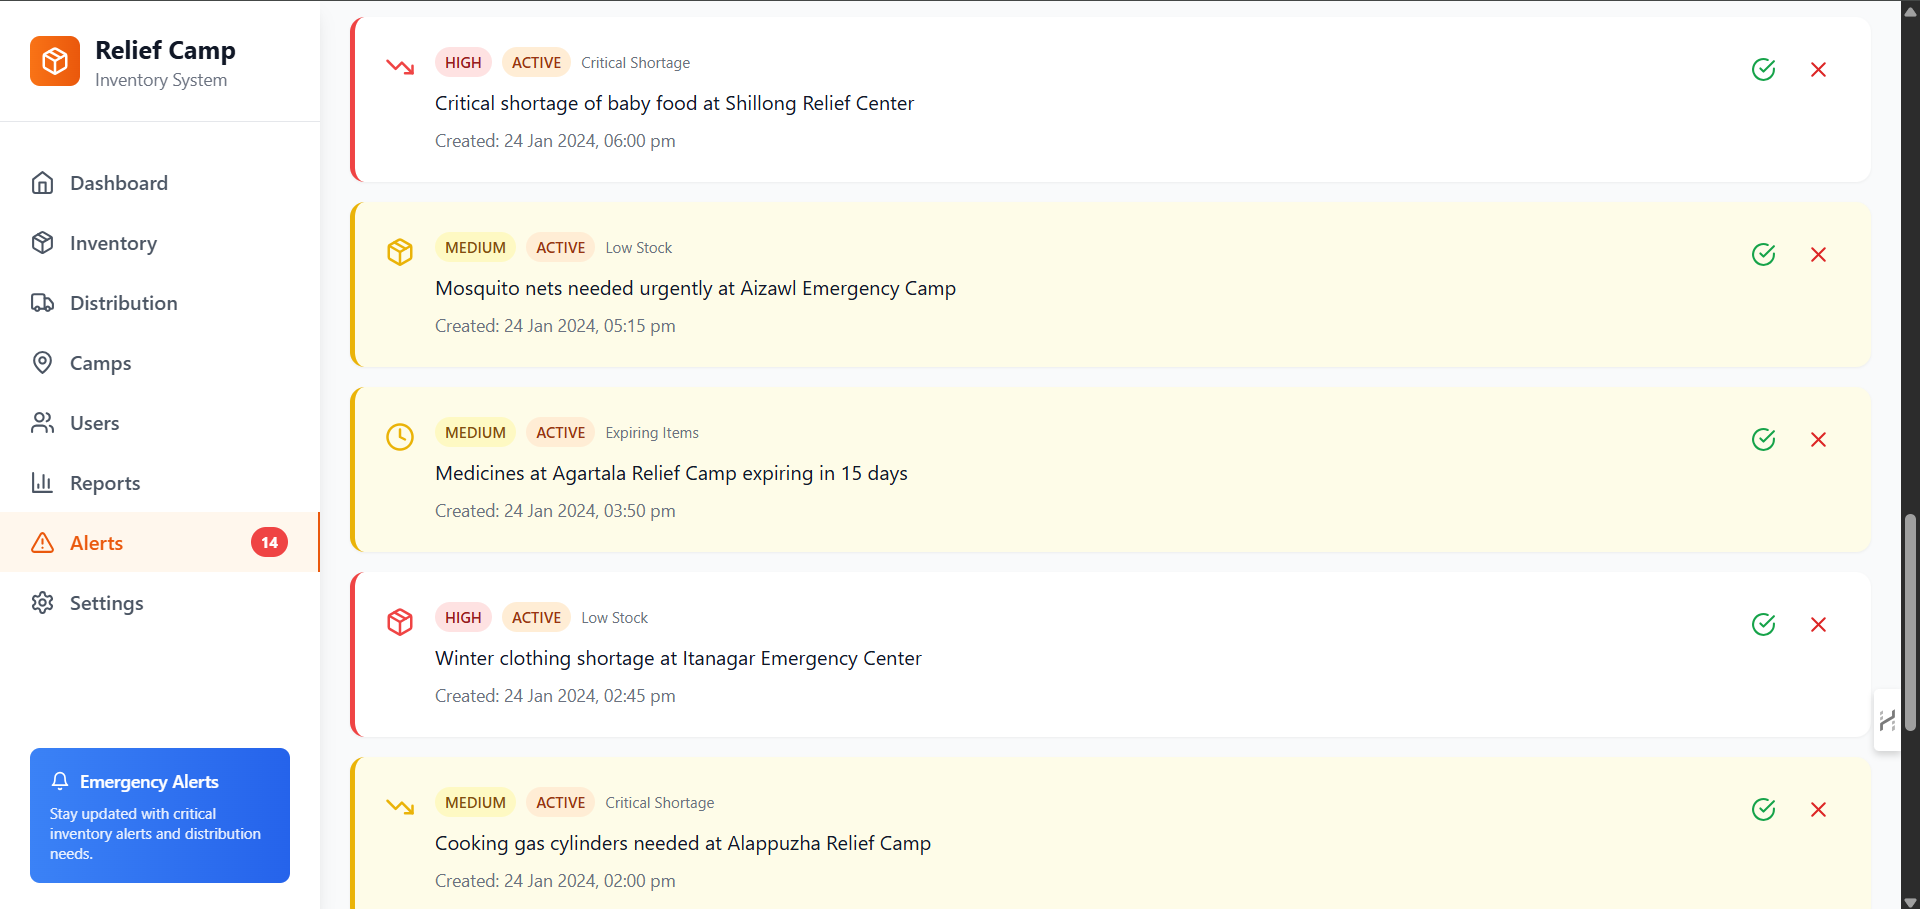 Relief Camp
Inventory System
Dashboard
Inventory
Distribution
Camps
Users
Reports
Alerts 14
Settings
Emergency Alerts
Stay updated with critical
inventory alerts and distribution
needs.
HIGH ACTIVE Critical Shortage
Critical shortage of baby food at Shillong Relief Center
Created: 24 Jan 2024, 06:00 pm
MEDIUM ACTIVE Low Stock
Mosquito nets needed urgently at Aizawl Emergency Camp
Created: 24 Jan 2024, 05:15 pm
MEDIUM ACTIVE Expiring Items
Medicines at Agartala Relief Camp expiring in 15 days
Created: 24 Jan 2024, 03:50 pm
HIGH ACTIVE Low Stock
Winter clothing shortage at Itanagar Emergency Center
Created: 24 Jan 2024, 02:45 pm
MEDIUM ACTIVE Critical Shortage
Cooking gas cylinders needed at Alappuzha Relief Camp
Created: 24 Jan 2024, 02:00 pm